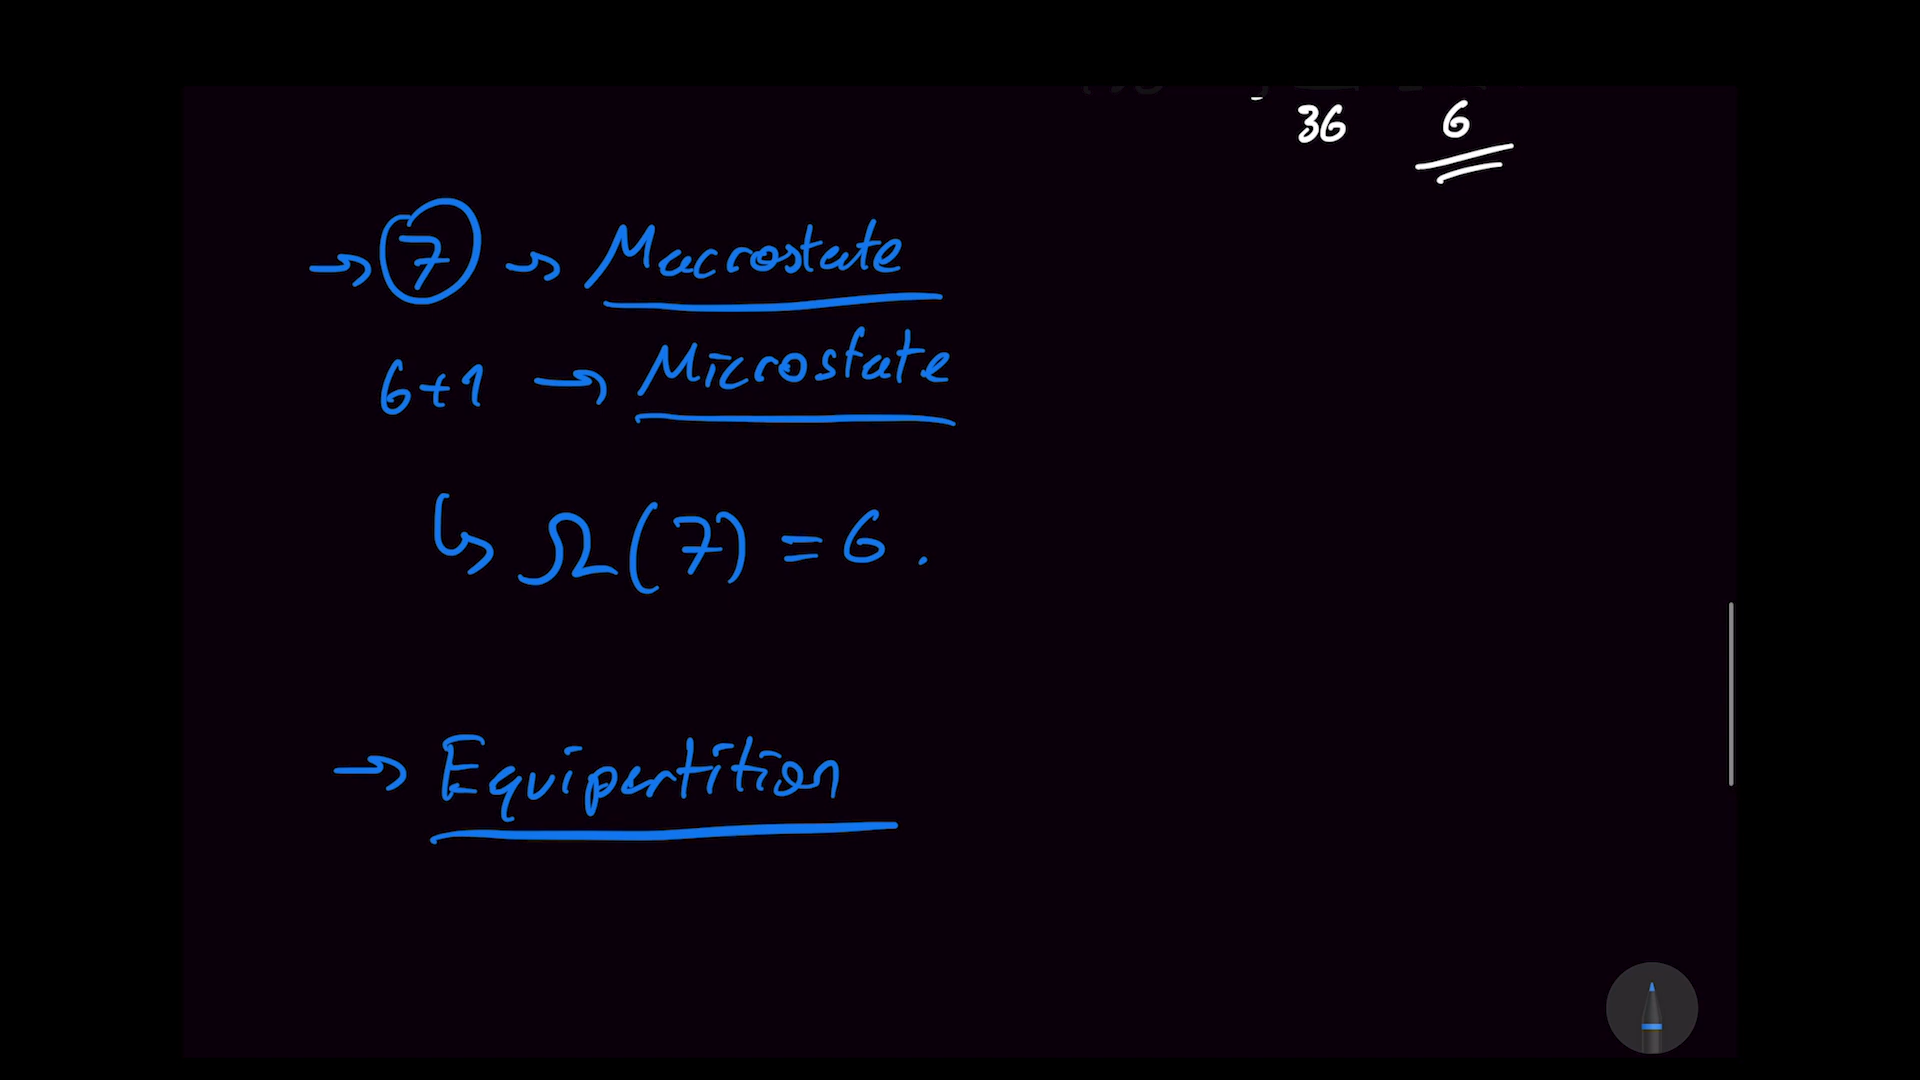 36 6
→ 7 → Macrostate
6+1 → Microstate
↳ Ω(7) = 6.
→ Equipartition